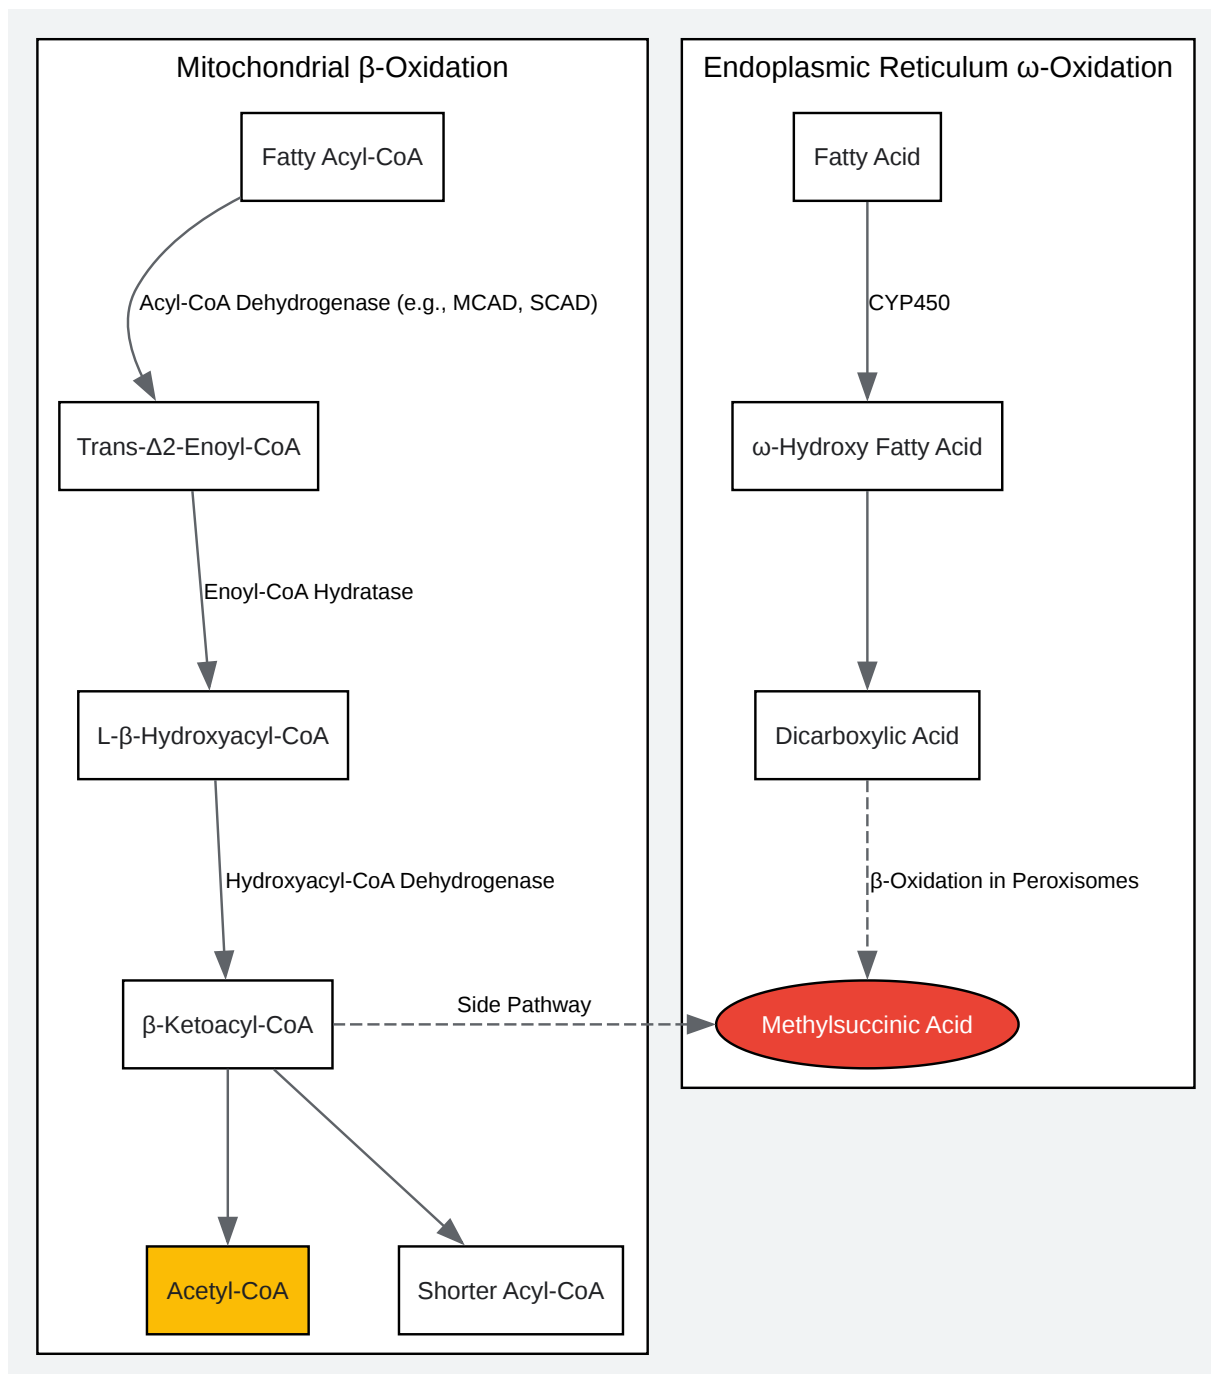 Mitochondrial β-Oxidation
Fatty Acyl-CoA
Acyl-CoA Dehydrogenase (e.g., MCAD, SCAD)
Trans-Δ2-Enoyl-CoA
Enoyl-CoA Hydratase
L-β-Hydroxyacyl-CoA
Hydroxyacyl-CoA Dehydrogenase
β-Ketoacyl-CoA
Side Pathway
Acetyl-CoA
Shorter Acyl-CoA
Endoplasmic Reticulum ω-Oxidation
Fatty Acid
CYP450
ω-Hydroxy Fatty Acid
Dicarboxylic Acid
β-Oxidation in Peroxisomes
Methylsuccinic Acid